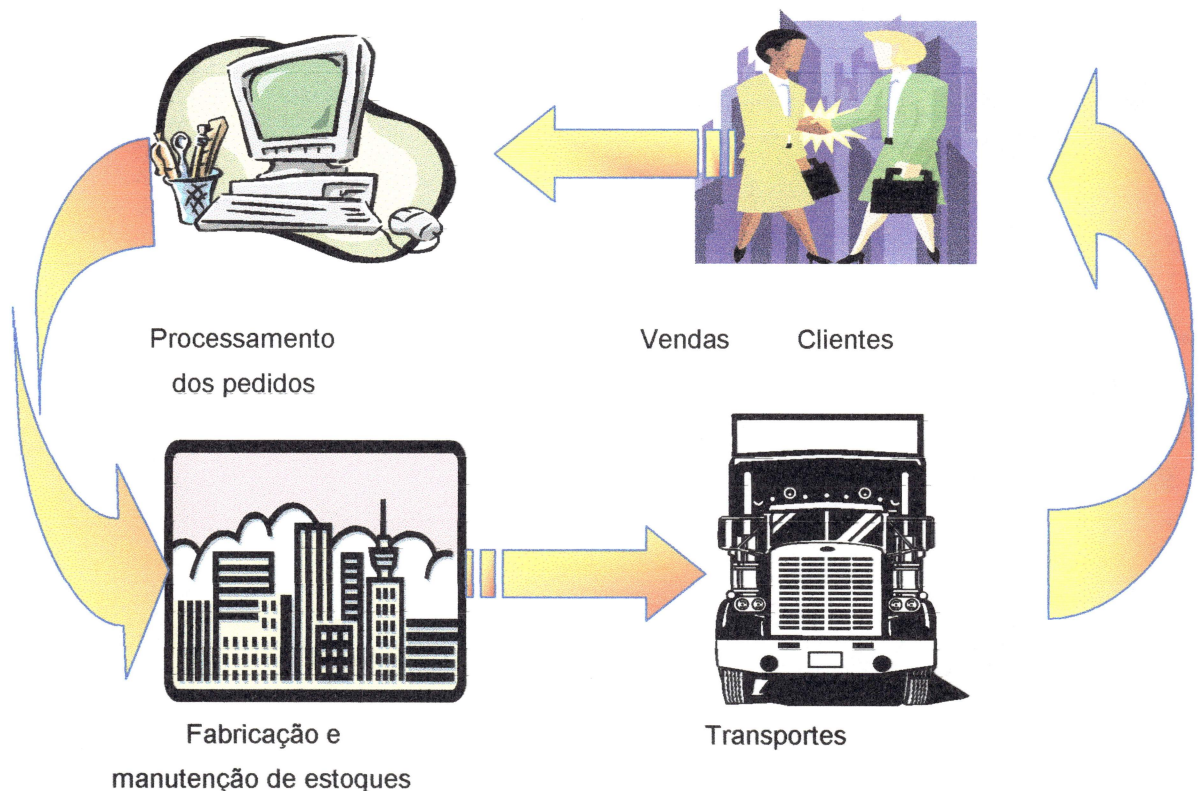 Processamento
dos pedidos
Vendas
Clientes
Fabricação e
manutenção de estoques
Transportes